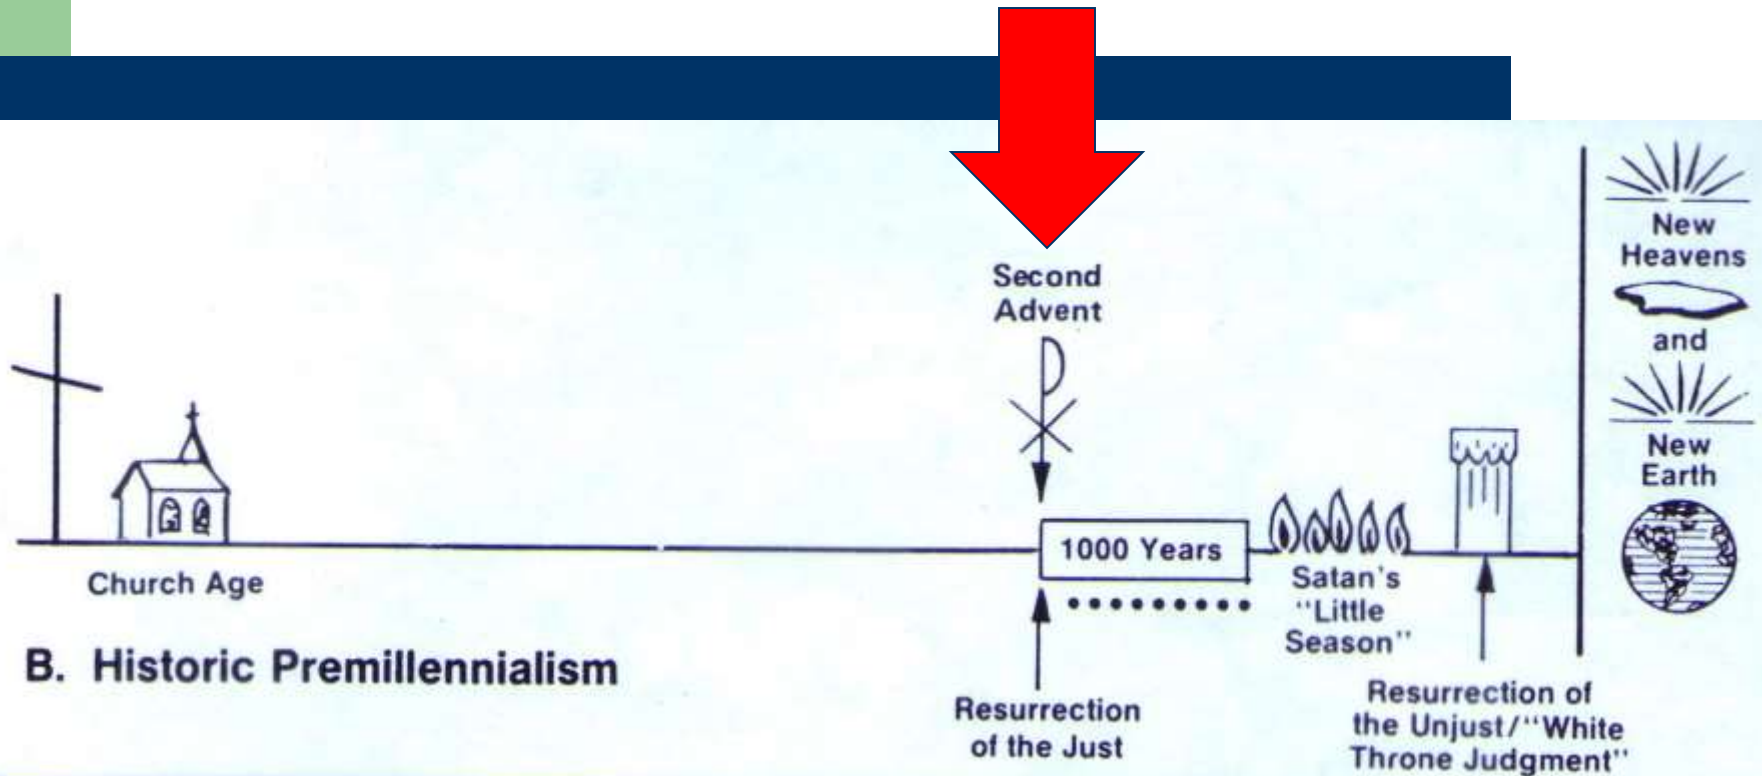 Second
Advent
New
Heavens
and
New
Earth
1000 Years
Church Age
Satan's
"Little
Season"
B. Historic Premillennialism
Resurrection
of the Just
Resurrection of
the Unjust/"White
Throne Judgment"